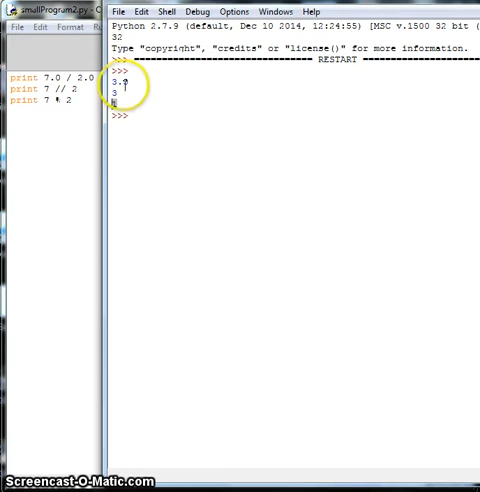 smallProgram2.py - C
File Edit Format Ru
print 7.0 / 2.0
print 7 // 2
print 7 % 2
File Edit Shell Debug Options Windows Help
Python 2.7.9 (default, Dec 10 2014, 12:24:55) [MSC v.1500 32 bit (
32
Type "copyright", "credits" or "license()" for more information.
>>> ================================ RESTART ================
>>>
3
>>>
Screencast-O-Matic.com